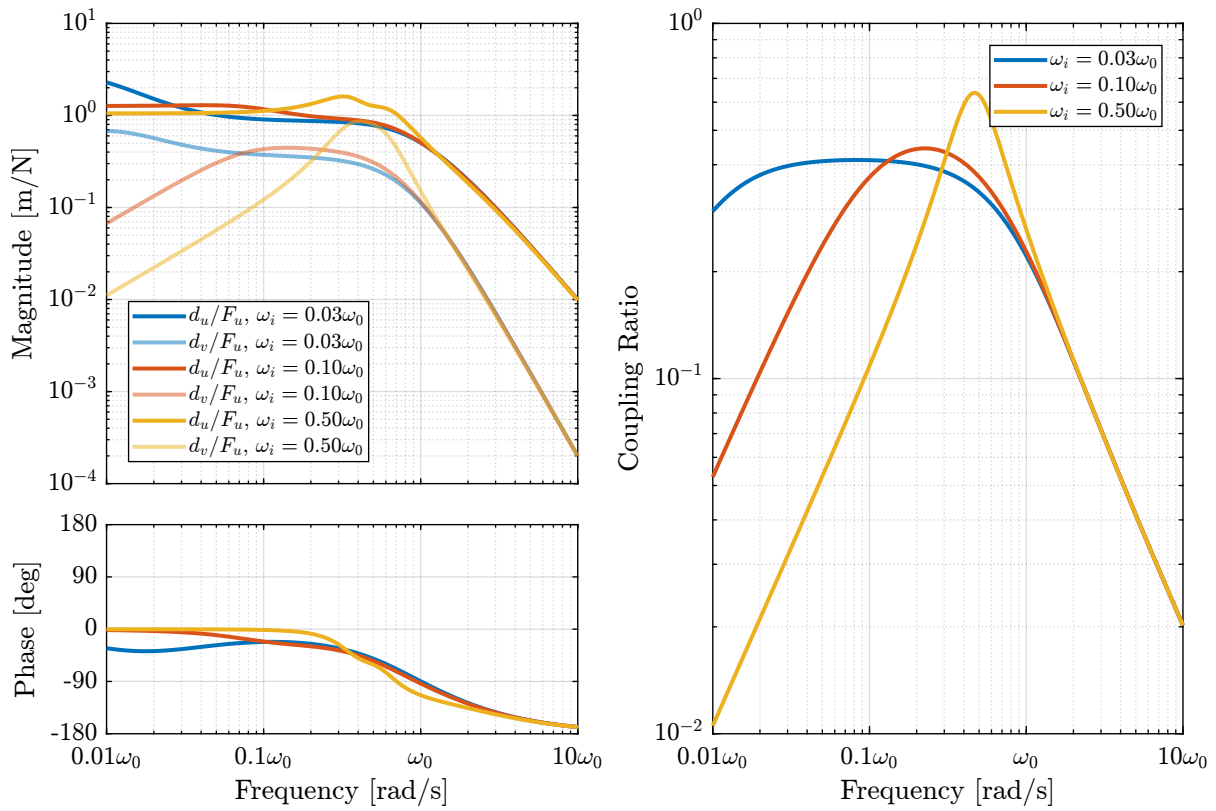 Magnitude [m/N]
10^1
10^0
10^-1
10^-2
10^-3
10^-4
d_u/F_u, ω_i = 0.03ω_0
d_v/F_u, ω_i = 0.03ω_0
d_u/F_u, ω_i = 0.10ω_0
d_v/F_u, ω_i = 0.10ω_0
d_u/F_u, ω_i = 0.50ω_0
d_v/F_u, ω_i = 0.50ω_0
Phase [deg]
180
90
0
-90
-180
0.01ω_0 0.1ω_0 ω_0 10ω_0
Frequency [rad/s]
Coupling Ratio
10^0
10^-1
10^-2
ω_i = 0.03ω_0
ω_i = 0.10ω_0
ω_i = 0.50ω_0
0.01ω_0 0.1ω_0 ω_0 10ω_0
Frequency [rad/s]